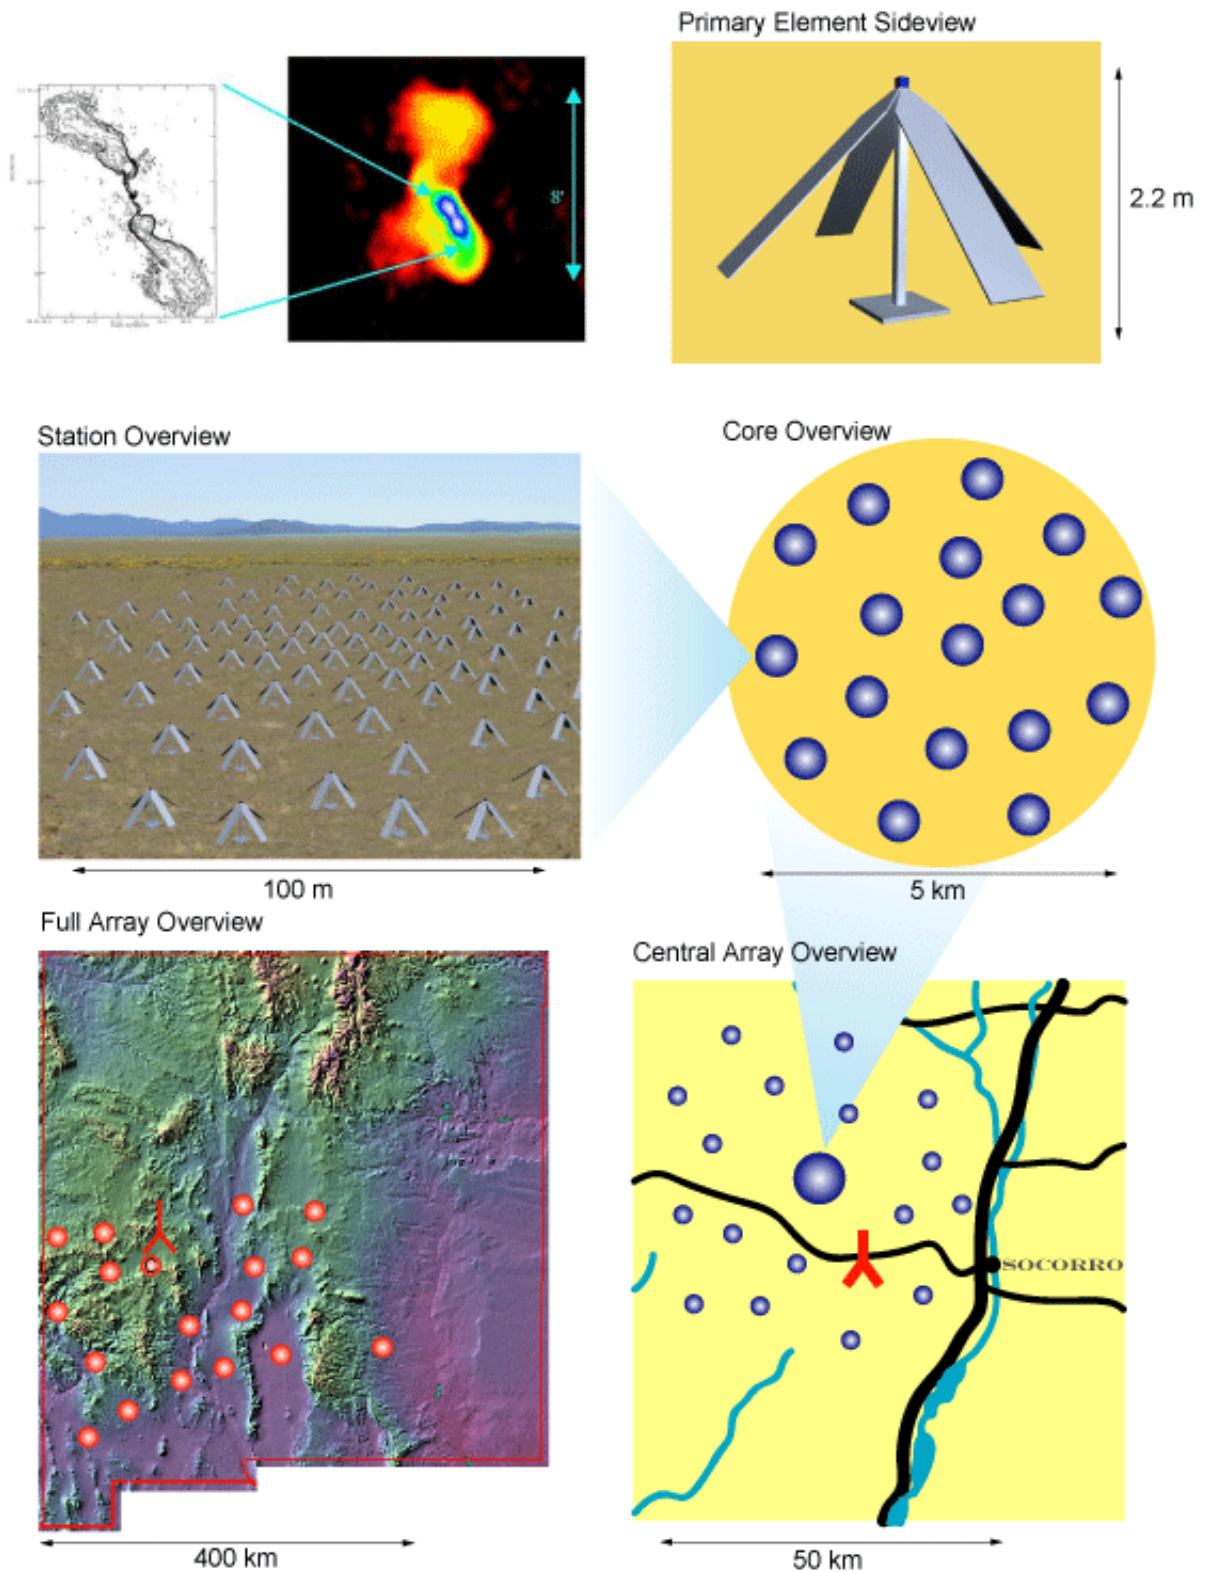 Primary Element Sideview
8'
2.2 m
Station Overview
Core Overview
100 m
5 km
Full Array Overview
Central Array Overview
SOCORRO
400 km
50 km